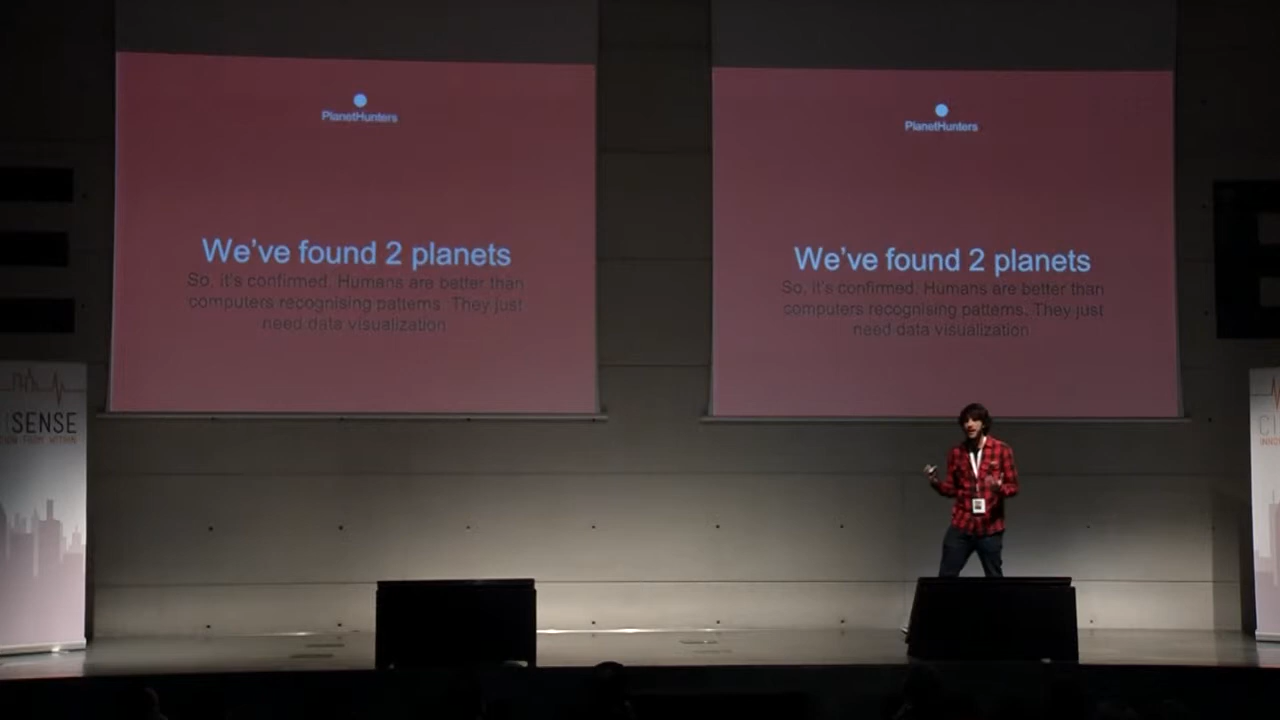 PlanetHunters
We've found 2 planets
So, it's confirmed. Humans are better than
computers recognising patterns. They just
need data visualization
PlanetHunters
We've found 2 planets
So, it's confirmed. Humans are better than
computers recognising patterns. They just
need data visualization
SENSE
FROM WITHIN